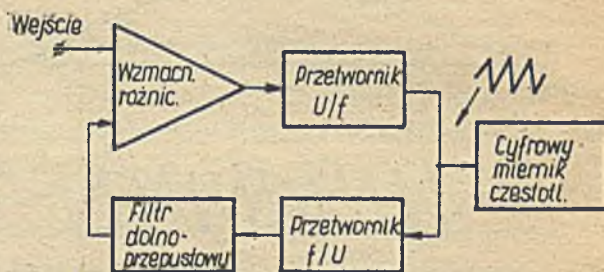 Wejście
Wzmacn.
różnic.
Przetwornik
U/f
Cyfrowy
miernik
częstotl.
Filtr
dolno-
przepustowy
Przetwornik
f/U